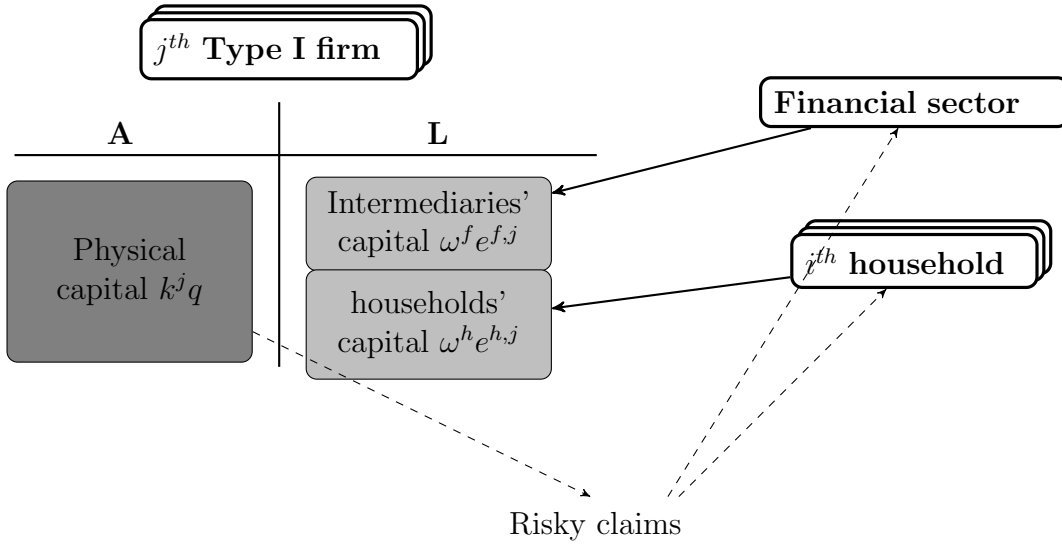 j^{th} Type I firm
A
L
Financial sector
Intermediaries'
capital ω^f e^{f,j}
Physical
capital k^j q
i^{th} household
households'
capital ω^h e^{h,j}
Risky claims